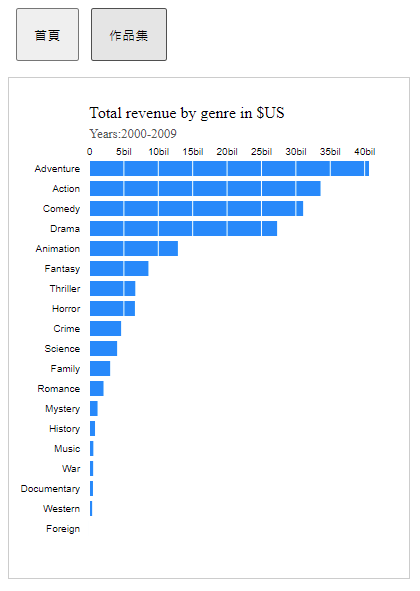 首頁 作品集
Total revenue by genre in $US
Years:2000-2009
0 5bil 10bil 15bil 20bil 25bil 30bil 35bil 40bil
Adventure
Action
Comedy
Drama
Animation
Fantasy
Thriller
Horror
Crime
Science
Family
Romance
Mystery
History
Music
War
Documentary
Western
Foreign